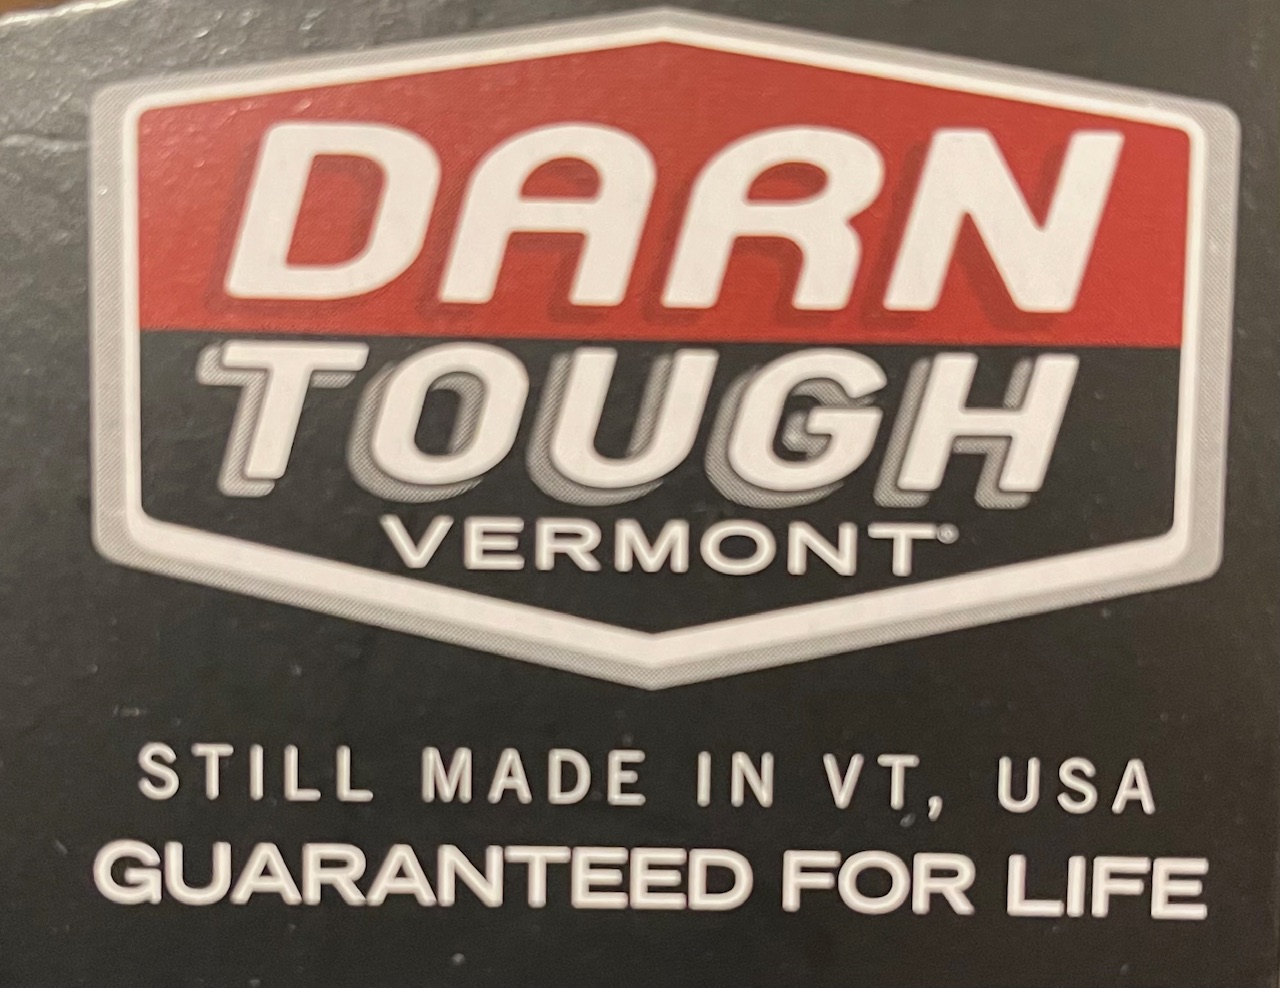 DARN
TOUGH
VERMONT®
STILL MADE IN VT, USA
GUARANTEED FOR LIFE